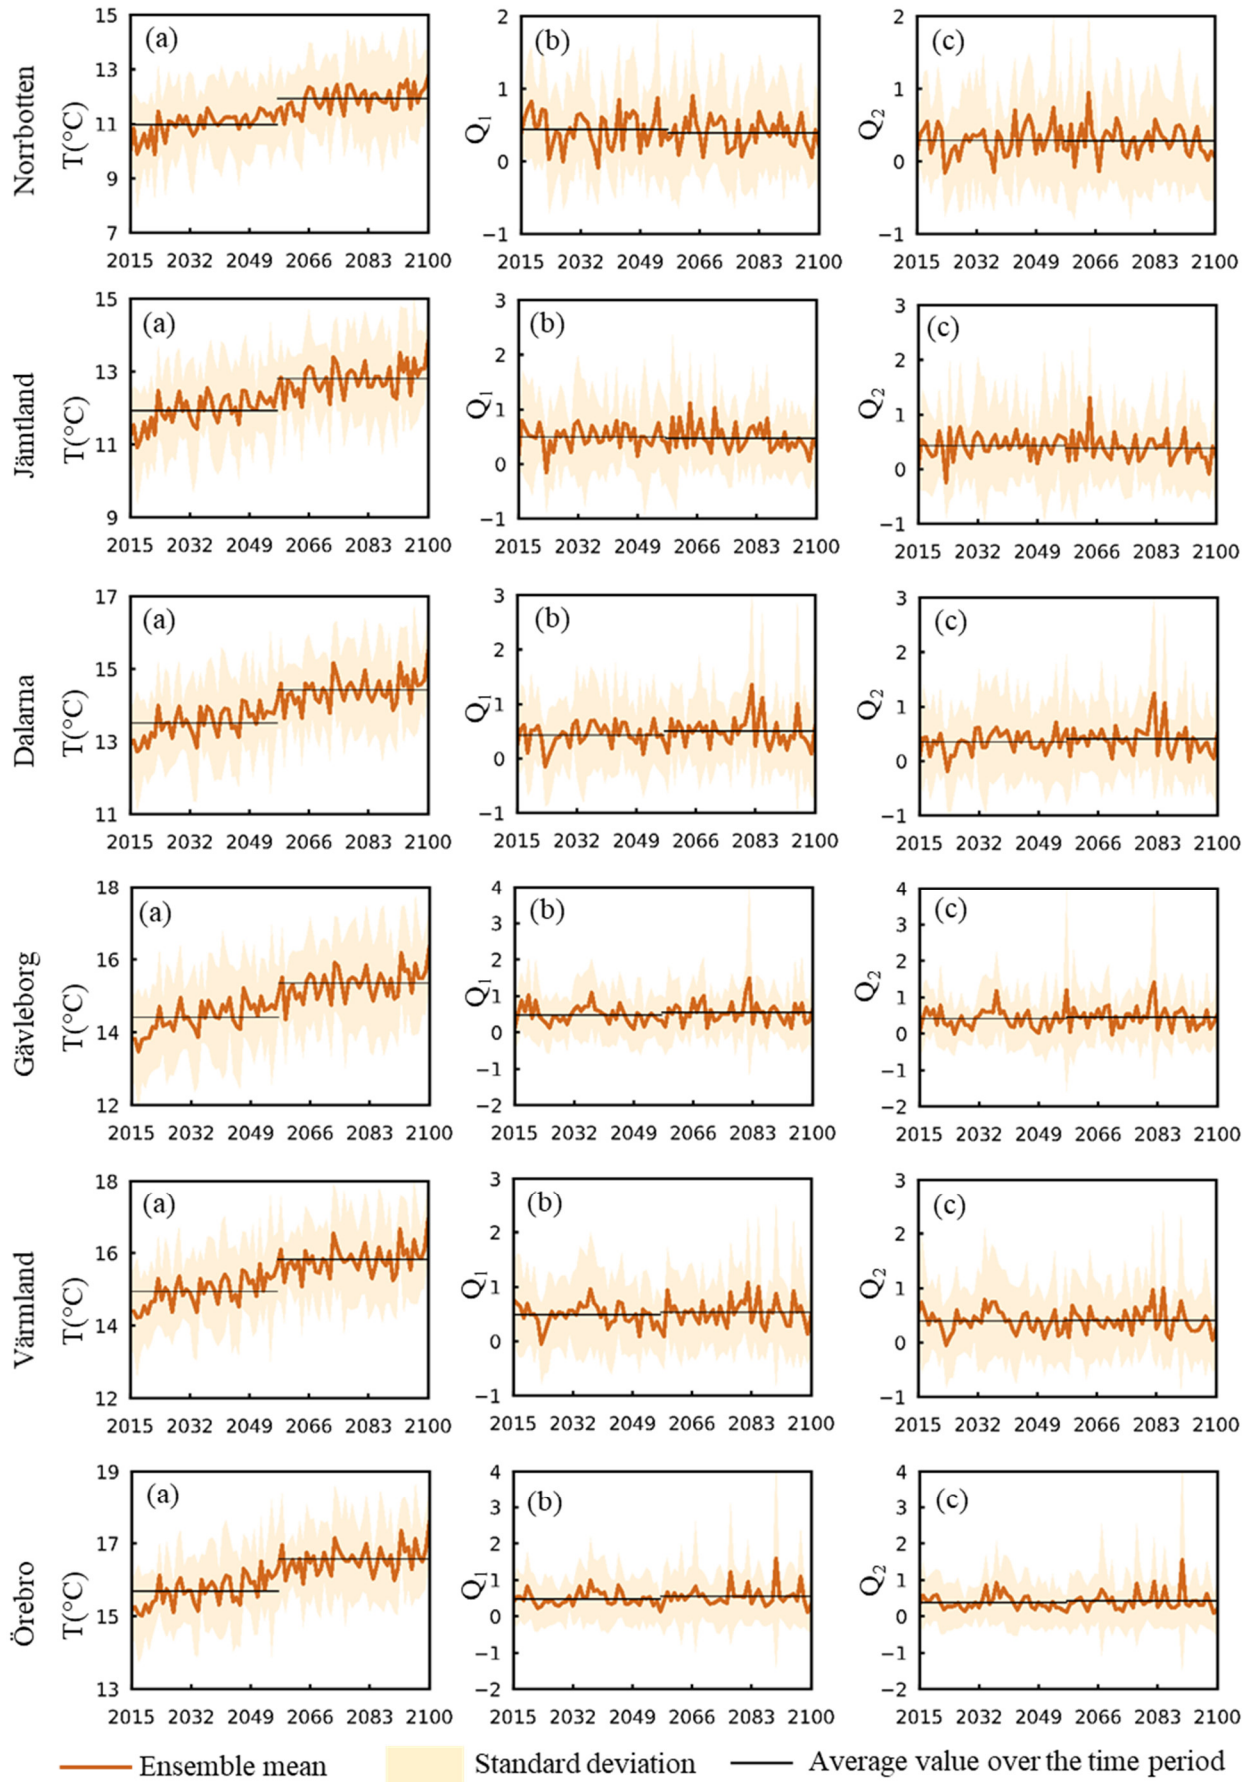 Norrbotten
T(°C)
15
13
11
9
7
(a)
2015 2032 2049 2066 2083 2100
Q1
2
1
0
−1
(b)
2015 2032 2049 2066 2083 2100
Q2
2
1
0
−1
(c)
2015 2032 2049 2066 2083 2100
Jämtland
T(°C)
15
13
11
9
(a)
2015 2032 2049 2066 2083 2100
Q1
3
2
1
0
−1
(b)
2015 2032 2049 2066 2083 2100
Q2
3
2
1
0
−1
(c)
2015 2032 2049 2066 2083 2100
Dalarna
T(°C)
17
15
13
11
(a)
2015 2032 2049 2066 2083 2100
Q1
3
2
1
0
−1
(b)
2015 2032 2049 2066 2083 2100
Q2
3
2
1
0
−1
(c)
2015 2032 2049 2066 2083 2100
Gävleborg
T(°C)
18
16
14
12
(a)
2015 2032 2049 2066 2083 2100
Q1
4
3
2
1
0
−1
−2
(b)
2015 2032 2049 2066 2083 2100
Q2
4
3
2
1
0
−1
−2
(c)
2015 2032 2049 2066 2083 2100
Värmland
T(°C)
18
16
14
12
(a)
2015 2032 2049 2066 2083 2100
Q1
3
2
1
0
−1
(b)
2015 2032 2049 2066 2083 2100
Q2
3
2
1
0
−1
(c)
2015 2032 2049 2066 2083 2100
Örebro
T(°C)
19
17
15
13
(a)
2015 2032 2049 2066 2083 2100
Q1
4
3
2
1
0
−1
−2
(b)
2015 2032 2049 2066 2083 2100
Q2
4
3
2
1
0
−1
−2
(c)
2015 2032 2049 2066 2083 2100
Ensemble mean Standard deviation Average value over the time period